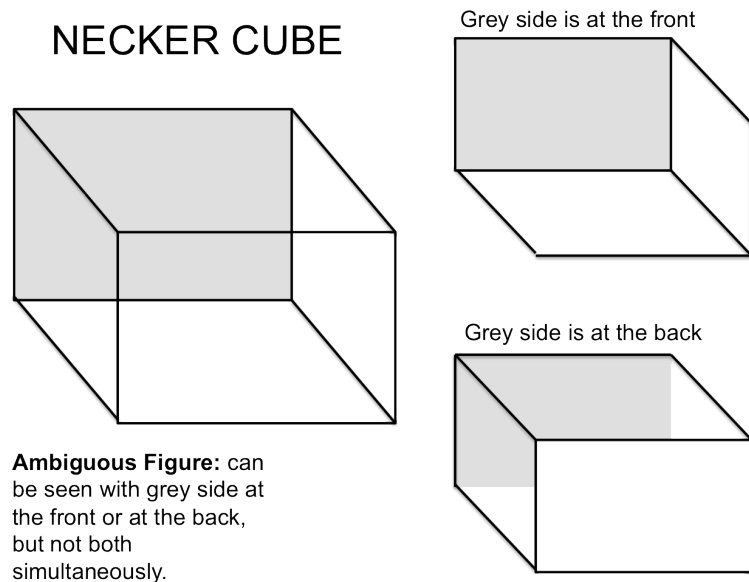 NECKER CUBE
Grey side is at the front
Grey side is at the back
Ambiguous Figure: can
be seen with grey side at
the front or at the back,
but not both
simultaneously.